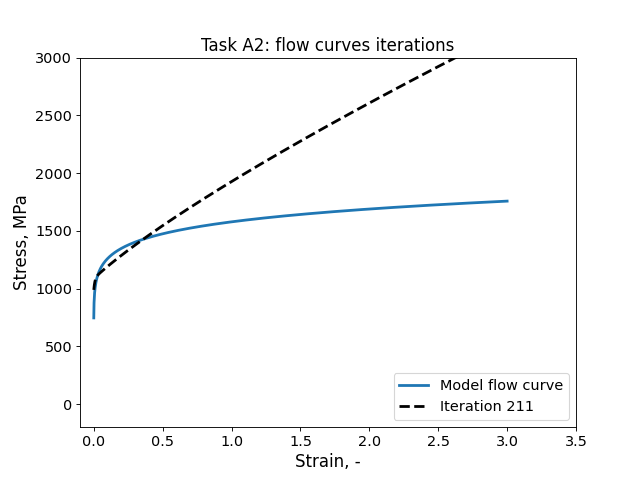 Task A2: flow curves iterations
3000
2500
2000
1500
1000
500
0
Stress, MPa
0.0 0.5 1.0 1.5 2.0 2.5 3.0 3.5
Strain, -
Model flow curve
Iteration 211